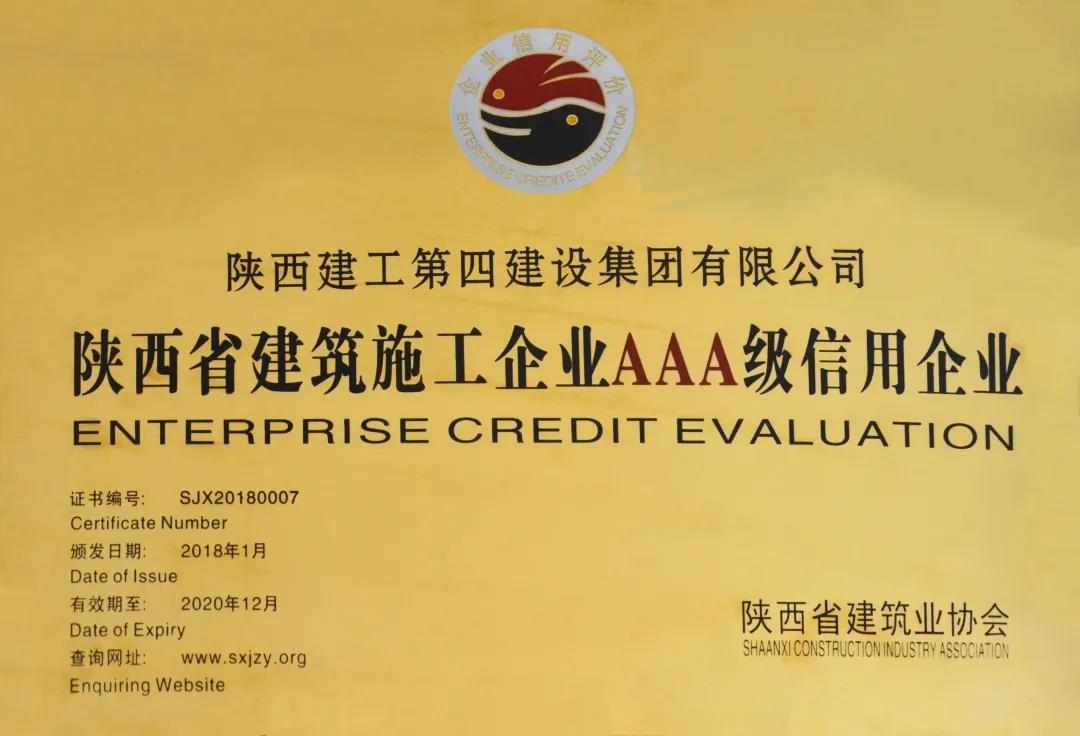 企业信用评价
ENTERPRISE CREDITE EVALUATION
陕西建工第四建设集团有限公司
陕西省建筑施工企业AAA级信用企业
ENTERPRISE CREDIT EVALUATION
证书编号: SJX20180007
Certificate Number
颁发日期: 2018年1月
Date of Issue
有效期至: 2020年12月
Date of Expiry
查询网址: www.sxjzy.org
Enquiring Website
陕西省建筑业协会
SHAANXI CONSTRUCTION INDUSTRY ASSOCIATION